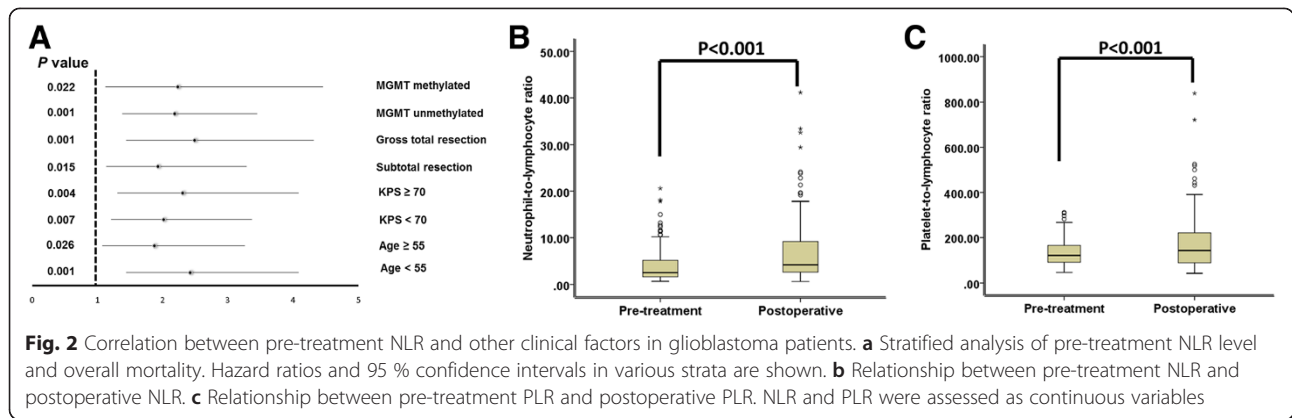 A
P value
0.022 MGMT methylated
0.001 MGMT unmethylated
0.001 Gross total resection
0.015 Subtotal resection
0.004 KPS ≥ 70
0.007 KPS < 70
0.026 Age ≥ 55
0.001 Age < 55
0 1 2 3 4 5
B
P<0.001
Neutrophil-to-lymphocyte ratio
50.00
40.00
30.00
20.00
10.00
.00
Pre-treatment Postoperative
C
P<0.001
Platelet-to-lymphocyte ratio
1000.00
800.00
600.00
400.00
200.00
.00
Pre-treatment Postoperative
Fig. 2 Correlation between pre-treatment NLR and other clinical factors in glioblastoma patients. a Stratified analysis of pre-treatment NLR level
and overall mortality. Hazard ratios and 95 % confidence intervals in various strata are shown. b Relationship between pre-treatment NLR and
postoperative NLR. c Relationship between pre-treatment PLR and postoperative PLR. NLR and PLR were assessed as continuous variables